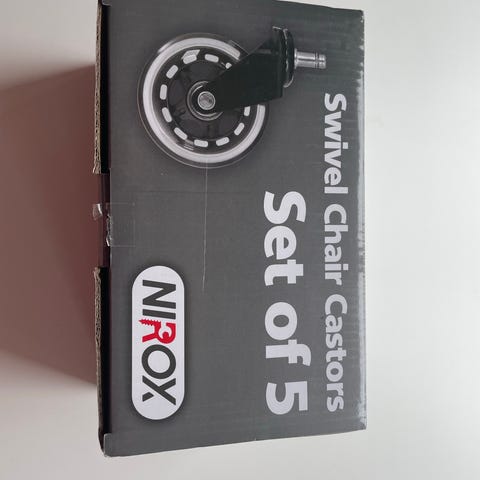 Swivel Chair Castors
Set of 5
NIROX